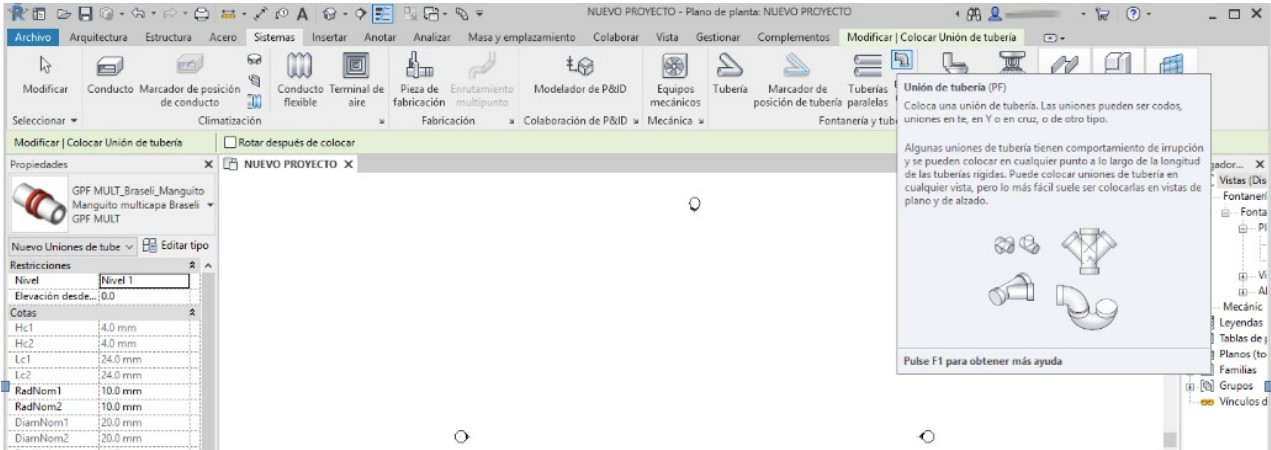 NUEVO PROYECTO - Plano de planta: NUEVO PROYECTO
Archivo Arquitectura Estructura Acero Sistemas Insertar Anotar Analizar Masa y emplazamiento Colaborar Vista Gestionar Complementos Modificar | Colocar Unión de tubería
Modificar
Conducto
Marcador de posición
de conducto
Conducto
flexible
Terminal de
aire
Pieza de
fabricación
Enrutamiento
multipunto
Modelador de P&ID
Equipos
mecánicos
Tubería
Marcador de
posición de tubería
Tuberías
paralelas
Seleccionar
Climatización
Fabricación
Colaboración de P&ID
Mecánica
Modificar | Colocar Unión de tubería
Rotar después de colocar
Propiedades X
NUEVO PROYECTO X
GPF MULT_Braseli_Manguito
Manguito multicapa Braseli
GPF MULT
Nuevo Uniones de tube
Editar tipo
Restricciones
Nivel Nivel 1
Elevación desde... 0.0
Cotas
Hc1 4.0 mm
Hc2 4.0 mm
Lc1 24.0 mm
Lc2 24.0 mm
RadNom1 10.0 mm
RadNom2 10.0 mm
DiamNom1 20.0 mm
DiamNom2 20.0 mm
Unión de tubería (PF)
Coloca una unión de tubería. Las uniones pueden ser codos,
uniones en te, en Y o en cruz, o de otro tipo.
Algunas uniones de tubería tienen comportamiento de irrupción
y se pueden colocar en cualquier punto a lo largo de la longitud
de las tuberías rígidas. Puede colocar uniones de tubería en
cualquier vista, pero lo más fácil suele ser colocarlas en vistas de
plano y de alzado.
Pulse F1 para obtener más ayuda
Vistas (Dis
Fonta
Mecánic
Leyendas
Tablas de
Planos (to
Familias
Grupos
Vínculos d